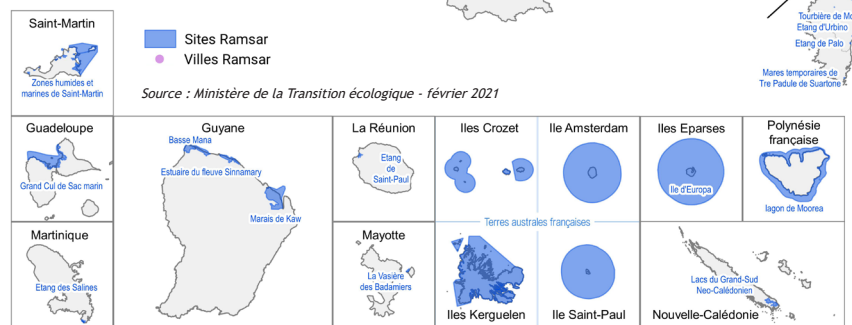 Saint-Martin
Zones humides et
marines de Saint-Martin
Sites Ramsar
Villes Ramsar
Source : Ministère de la Transition écologique - février 2021
Tourbière de
Etang d'Urbino
Etang de Palo
Mares temporaires de
Tre Padule de Suartone
Guadeloupe
Grand Cul de Sac marin
Guyane
Basse Mana
Estuaire du fleuve Sinnamary
Marais de Kaw
La Réunion
Etang
de
Saint-Paul
Iles Crozet
Ile Amsterdam
Iles Eparses
Ile d'Europa
Polynésie
française
lagon de Moorea
Terres australes françaises
Martinique
Etang des Salines
Mayotte
La Vasière
des Badamiers
Iles Kerguelen
Ile Saint-Paul
Lacs du Grand-Sud
Neo-Calédonien
Nouvelle-Calédonie